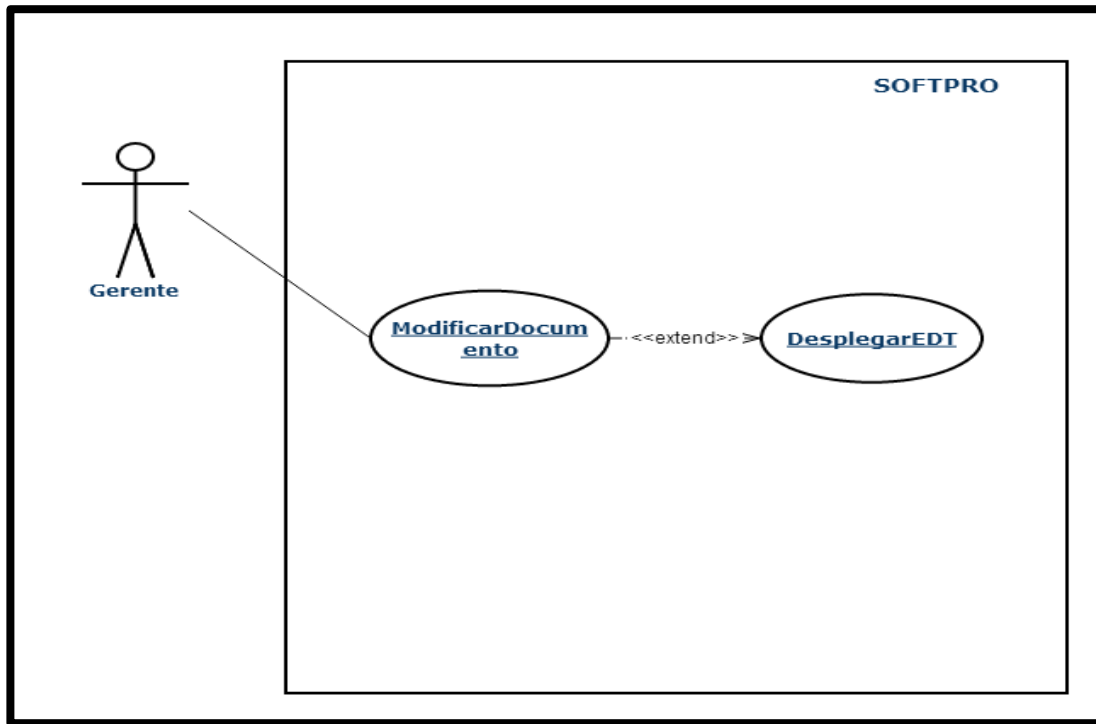 SOFTPRO
Gerente
ModificarDocum
ento
<<extend>>
DesplegarEDT